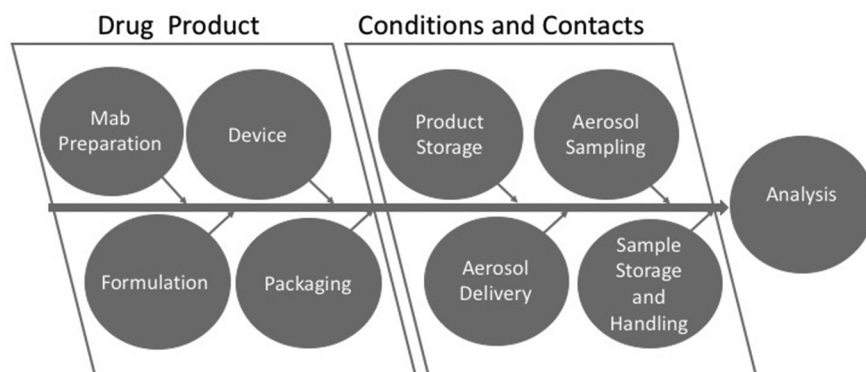 Drug Product
Conditions and Contacts
Mab
Preparation
Device
Product
Storage
Aerosol
Sampling
Analysis
Formulation
Packaging
Aerosol
Delivery
Sample
Storage
and
Handling